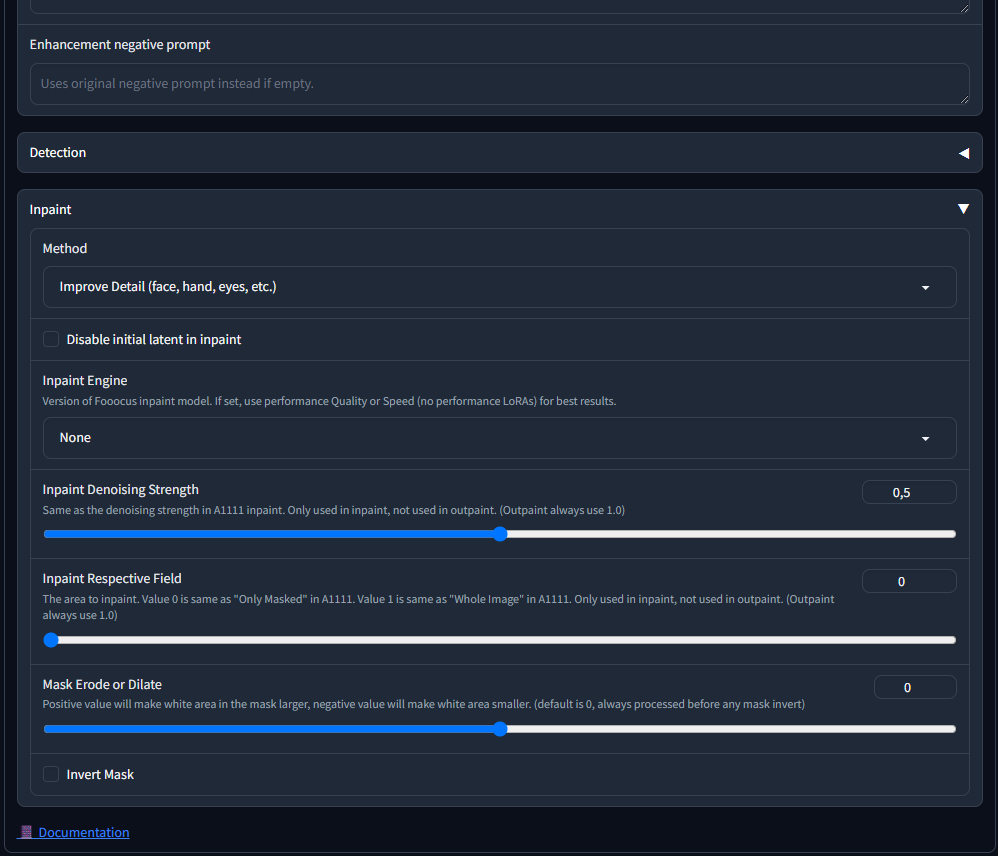 Enhancement negative prompt
Uses original negative prompt instead if empty.
Detection
Inpaint
Method
Improve Detail (face, hand, eyes, etc.)
Disable initial latent in inpaint
Inpaint Engine
Version of Fooocus inpaint model. If set, use performance Quality or Speed (no performance LoRAs) for best results.
None
Inpaint Denoising Strength
0,5
Same as the denoising strength in A1111 inpaint. Only used in inpaint, not used in outpaint. (Outpaint always use 1.0)
Inpaint Respective Field
0
The area to inpaint. Value 0 is same as "Only Masked" in A1111. Value 1 is same as "Whole Image" in A1111. Only used in inpaint, not used in outpaint. (Outpaint
always use 1.0)
Mask Erode or Dilate
0
Positive value will make white area in the mask larger, negative value will make white area smaller. (default is 0, always processed before any mask invert)
Invert Mask
Documentation